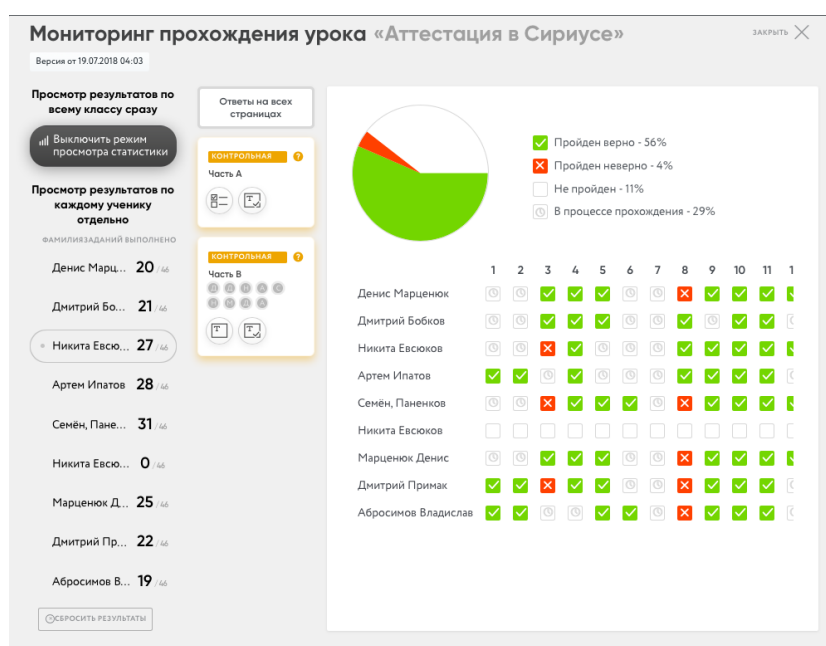 Мониторинг прохождения урока «Аттестация в Сириусе»
ЗАКРЫТЬ
Версия от 19.07.2018 04:03
Просмотр результатов по
всему классу сразу
Выключить режим
просмотра статистики
Просмотр результатов по
каждому ученику
отдельно
ФАМИЛИЯЗАДАНИЙ ВЫПОЛНЕНО
Денис Марц... 20 / 46
Дмитрий Бо... 21 / 46
Никита Евсю... 27 / 46
Артем Ипатов 28 / 46
Семён, Пане... 31 / 46
Никита Евсю... 0 / 46
Марценюк Д... 25 / 46
Дмитрий Пр... 22 / 46
Абросимов В... 19 / 46
СБРОСИТЬ РЕЗУЛЬТАТЫ
Ответы на всех
страницах
КОНТРОЛЬНАЯ ?
Часть А
КОНТРОЛЬНАЯ ?
Часть В
Д Д Н А С
Н М Д А
Пройден верно - 56%
Пройден неверно - 4%
Не пройден - 11%
В процессе прохождения - 29%
1 2 3 4 5 6 7 8 9 10 11 1
Денис Марценюк
Дмитрий Бобков
Никита Евсюков
Артем Ипатов
Семён, Паненков
Никита Евсюков
Марценюк Денис
Дмитрий Примак
Абросимов Владислав